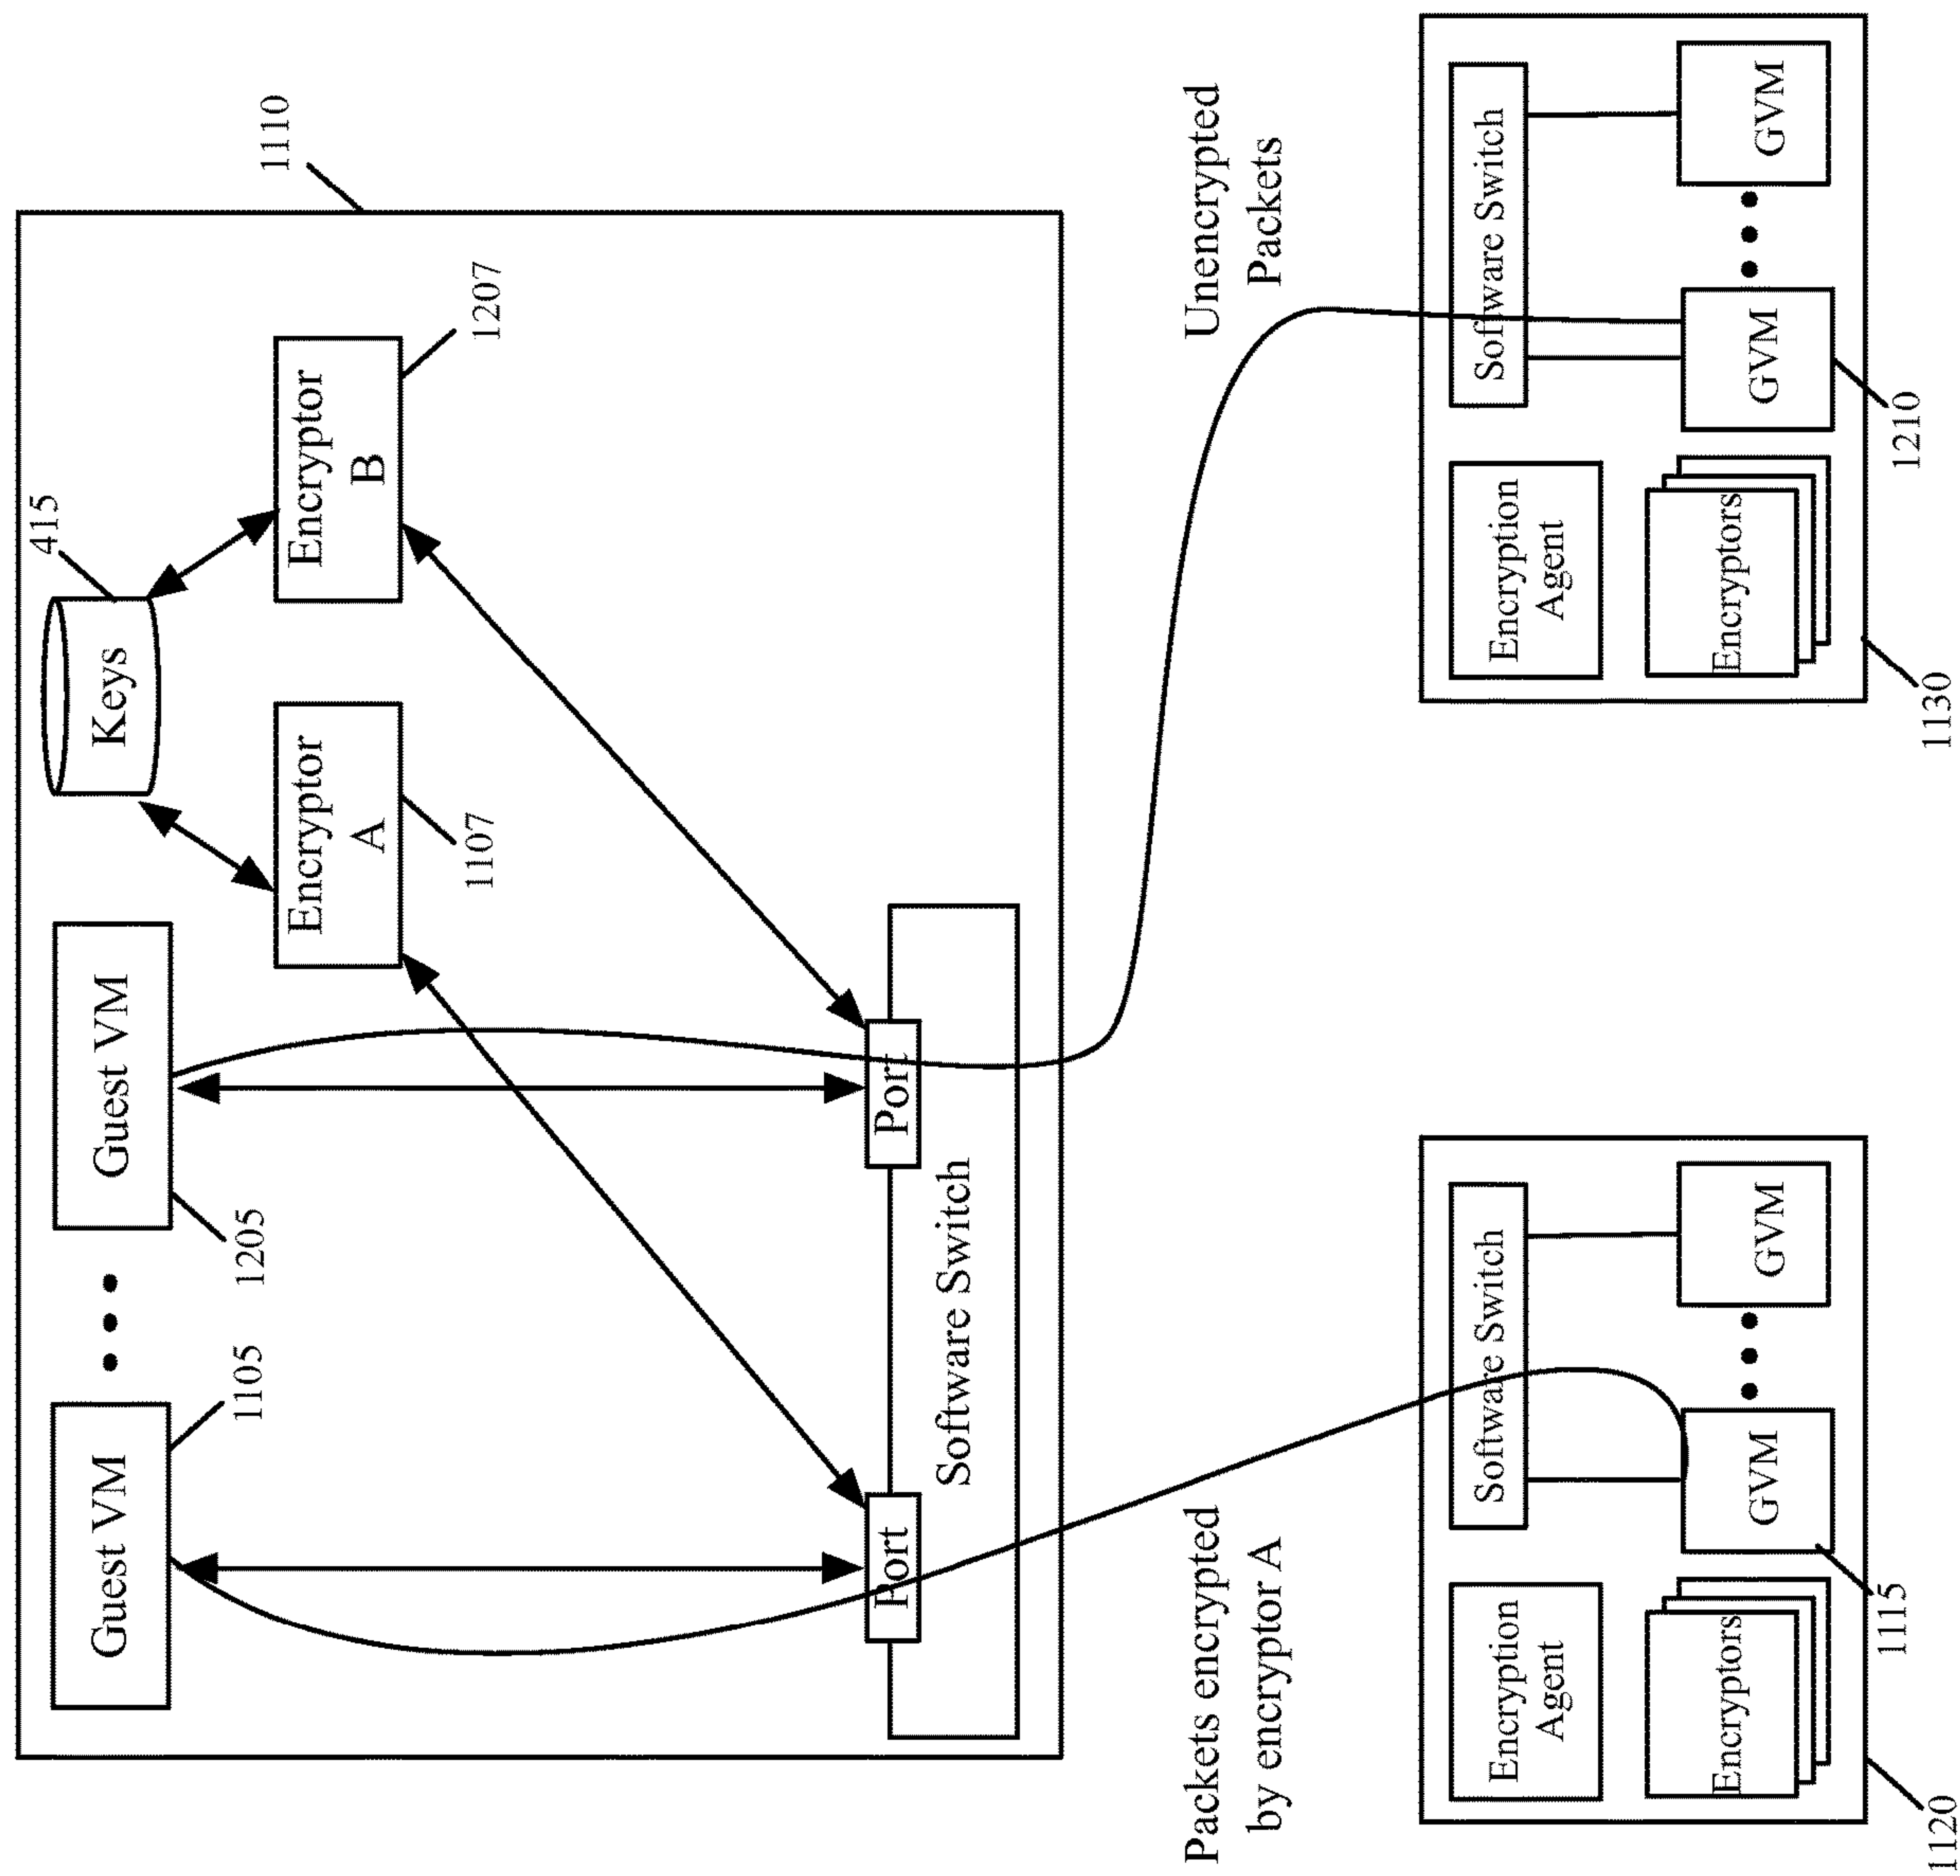 1110
415
Guest VM
Guest VM
Keys
1105
1205
Encryptor
A
Encryptor
B
1107
1207
Port
Port
Software Switch
Packets encrypted
by encryptor A
Unencrypted
Packets
Encryption
Agent
Software Switch
Encryptors
GVM
GVM
1115
1120
Encryption
Agent
Software Switch
Encryptors
GVM
GVM
1210
1130